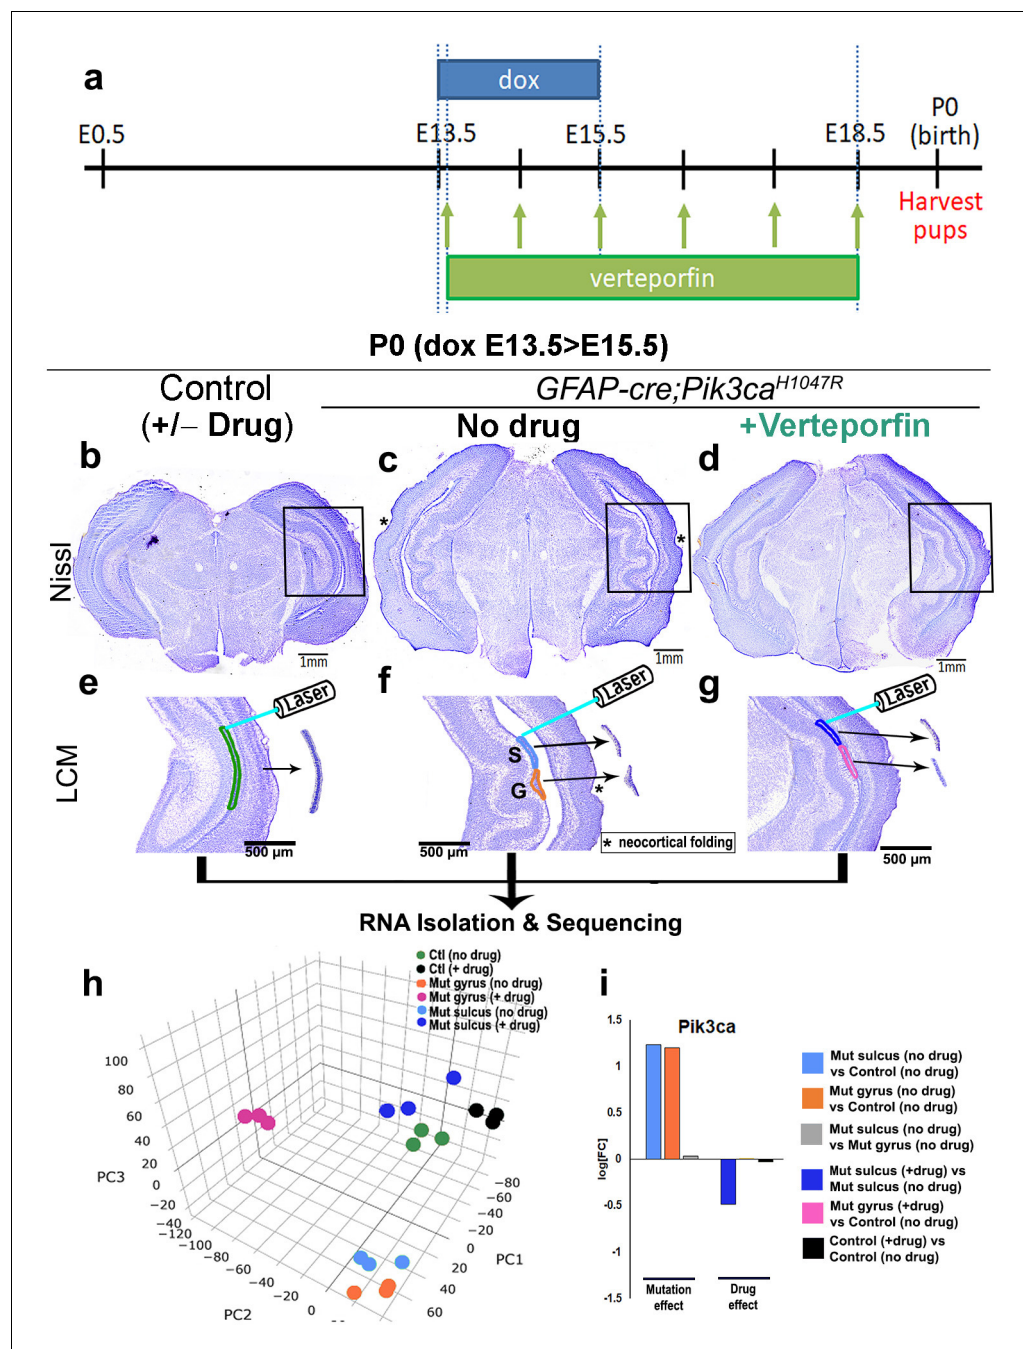 a
dox
E0.5
E13.5
E15.5
E18.5
P0
(birth)
Harvest
pups
verteporfin
P0 (dox E13.5>E15.5)
Control
(+/– Drug)
GFAP-cre;Pik3caH1047R
No drug
+Verteporfin
b
c
d
Nissl
*
*
1mm
1mm
1mm
e
f
g
LCM
Laser
Laser
Laser
S
G
*
500 µm
500 µm
* neocortical folding
500 µm
RNA Isolation & Sequencing
h
Ctl (no drug)
Ctl (+ drug)
Mut gyrus (no drug)
Mut gyrus (+ drug)
Mut sulcus (no drug)
Mut sulcus (+ drug)
100
80
60
40
20
0
−20
−40
PC3
−120
−100
−80
−60
−40
−20
0
PC2
−80
−60
−40
−20
0
20
40
60
PC1
i
Pik3ca
1.5
1
0.5
0
-0.5
-1
-1.5
log[FC]
Mutation
effect
Drug
effect
Mut sulcus (no drug)
vs Control (no drug)
Mut gyrus (no drug)
vs Control (no drug)
Mut sulcus (no drug)
vs Mut gyrus (no drug)
Mut sulcus (+drug) vs
Mut sulcus (no drug)
Mut gyrus (+drug)
vs Control (no drug)
Control (+drug) vs
Control (no drug)